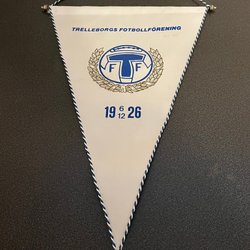 TRELLEBORGS FOTBOLLFÖRENING
T
F F
19 6/12 26